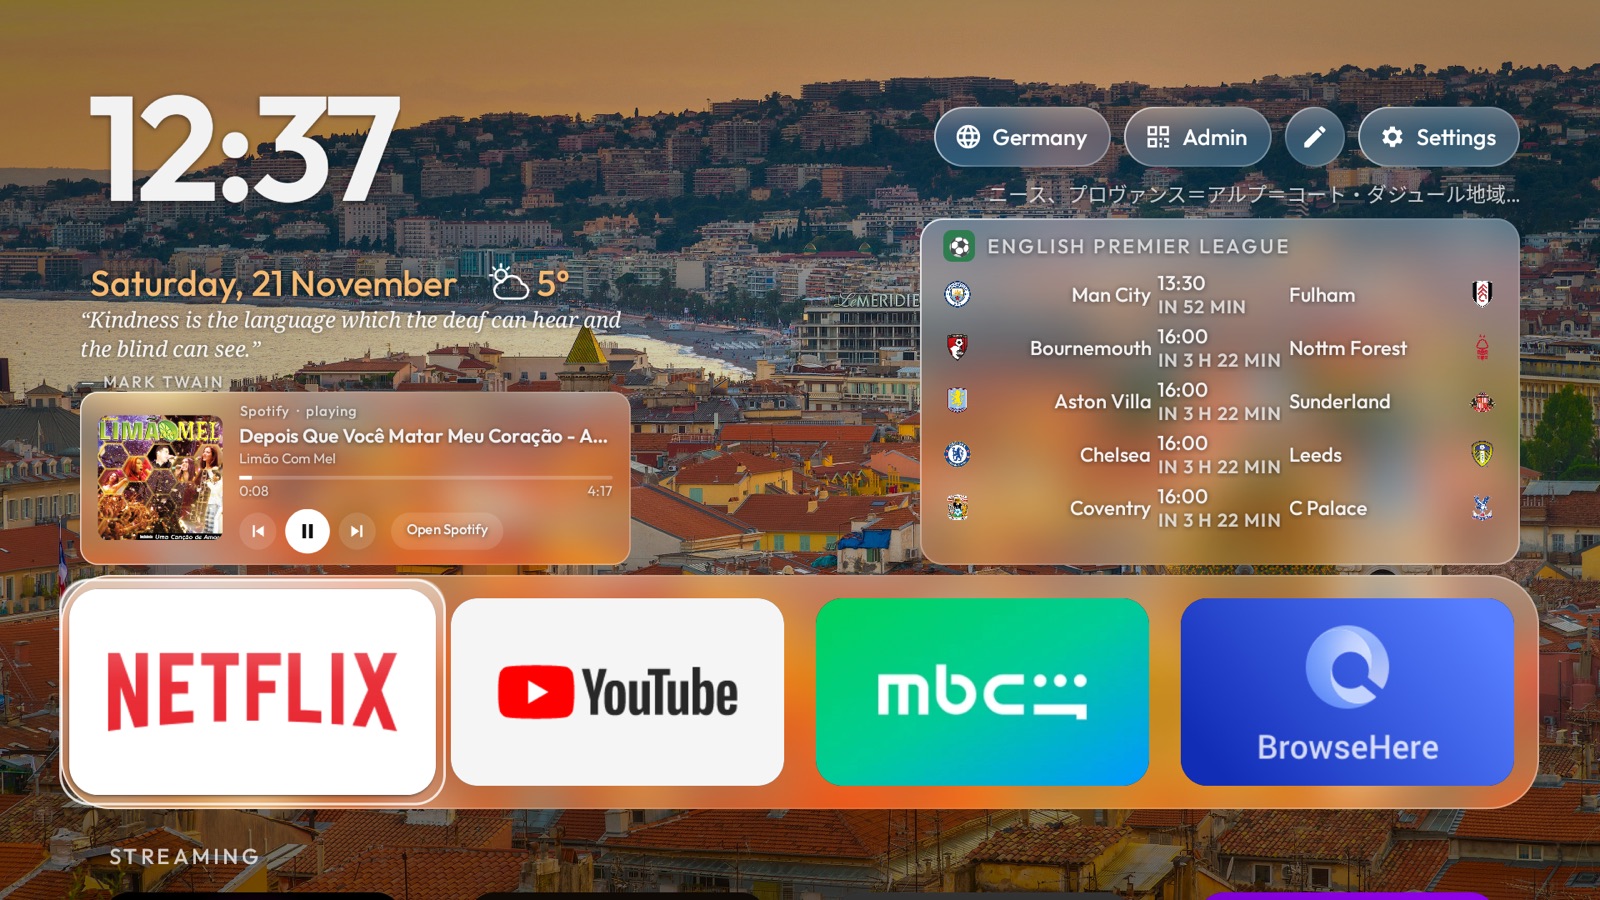 12:37
Germany
Admin
Settings
ニース、プロヴァンス=アルプ=コート・ダジュール地域…
Saturday, 21 November
5°
“Kindness is the language which the deaf can hear and
the blind can see.”
— MARK TWAIN
Spotify · playing
Depois Que Você Matar Meu Coração - A...
Limão Com Mel
0:08
4:17
Open Spotify
LIMÃO MEL
Uma Canção de Amor
LE MERIDIE
ENGLISH PREMIER LEAGUE
Man City 13:30 Fulham
IN 52 MIN
Bournemouth 16:00 Nottm Forest
IN 3 H 22 MIN
Aston Villa 16:00 Sunderland
IN 3 H 22 MIN
Chelsea 16:00 Leeds
IN 3 H 22 MIN
Coventry 16:00 C Palace
IN 3 H 22 MIN
NETFLIX
YouTube
mbc
BrowseHere
STREAMING